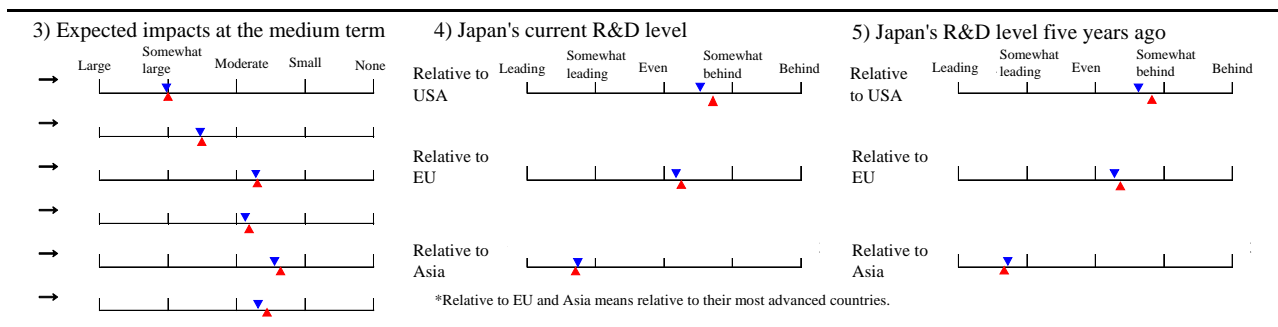 3) Expected impacts at the medium term
Large
Somewhat
large
Moderate
Small
None
4) Japan's current R&D level
Relative to
USA
Leading
Somewhat
leading
Even
Somewhat
behind
Behind
Relative to
EU
Relative to
Asia
*Relative to EU and Asia means relative to their most advanced countries.
5) Japan's R&D level five years ago
Relative
to USA
Leading
Somewhat
leading
Even
Somewhat
behind
Behind
Relative to
EU
Relative to
Asia